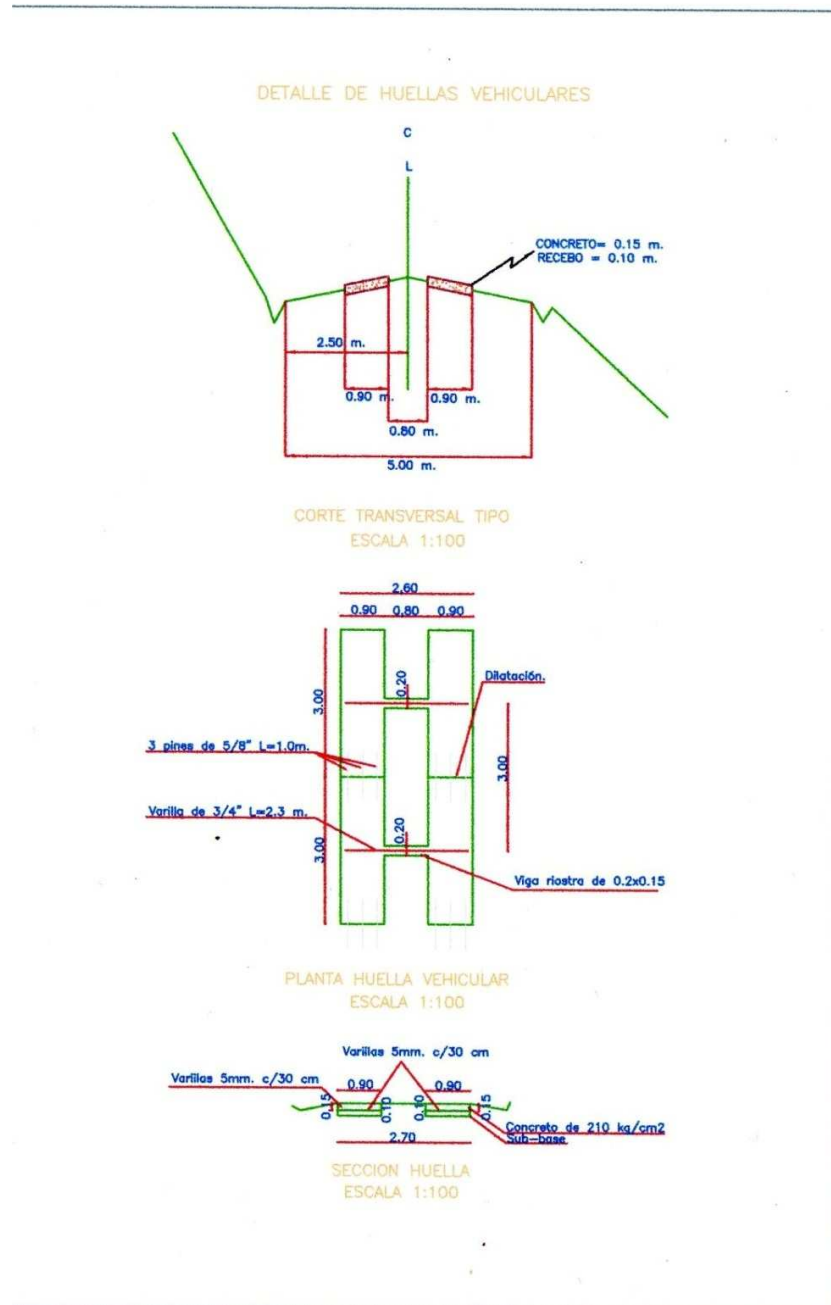 DETALLE DE HUELLAS VEHICULARES
C
L
CONCRETO= 0.15 m.
RECEBO = 0.10 m.
2.50 m.
0.90 m.
0.90 m.
0.80 m.
5.00 m.
CORTE TRANSVERSAL TIPO
ESCALA 1:100
2.60
0.90 0.80 0.90
3.00
0.20
Dilatación.
3 pines de 5/8" L=1.0m.
3.00
Varilla de 3/4" L=2.3 m.
0.20
3.00
Viga riostra de 0.2x0.15
PLANTA HUELLA VEHICULAR
ESCALA 1:100
Varillas 5mm. c/30 cm
Varillas 5mm. c/30 cm
0.90 0.90
0.15 0.10 0.10 0.15
Concreto de 210 kg/cm2
Sub-base
2.70
SECCION HUELLA
ESCALA 1:100